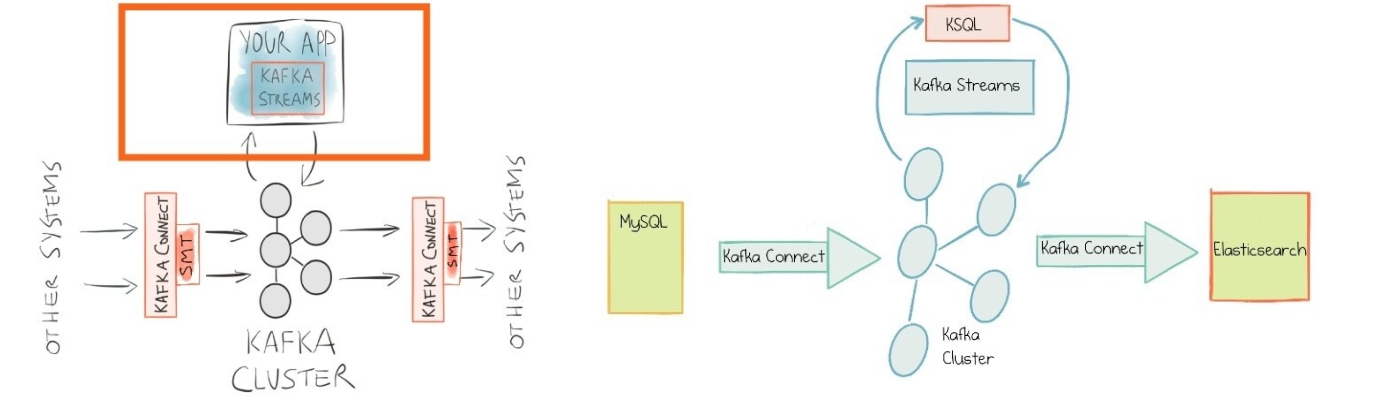 YOUR APP
KAFKA
STREAMS
OTHER SYSTEMS
KAFKA CONNECT
SMT
KAFKA CONNECT
SMT
OTHER SYSTEMS
KAFKA
CLUSTER
KSQL
Kafka Streams
MySQL
Kafka Connect
Kafka Connect
Elasticsearch
Kafka
Cluster